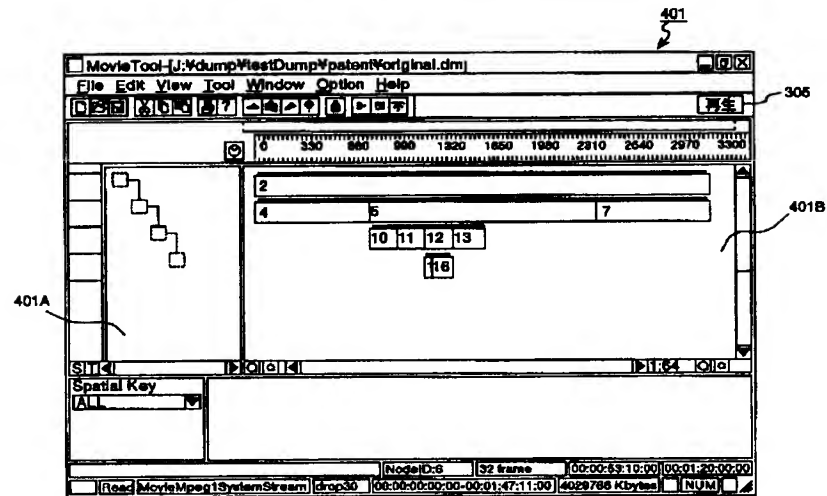 401
MovieTool-[J:¥dump¥testDump¥patent¥original.dm]
File Edit View Tool Window Option Help
再生
305
0 330 660 990 1320 1650 1980 2310 2640 2970 3300
2
4 5 7
401B
10 11 12 13
16
401A
S T 1:64
Spatial Key
ALL
NodeID:6 32 frame 00:00:53:10:00 00:01:20:00:00
Read MovieMpeg1SystemStream drop30 00:00:00:00:00-00:01:47:11:00 4029766 Kbytes NUM